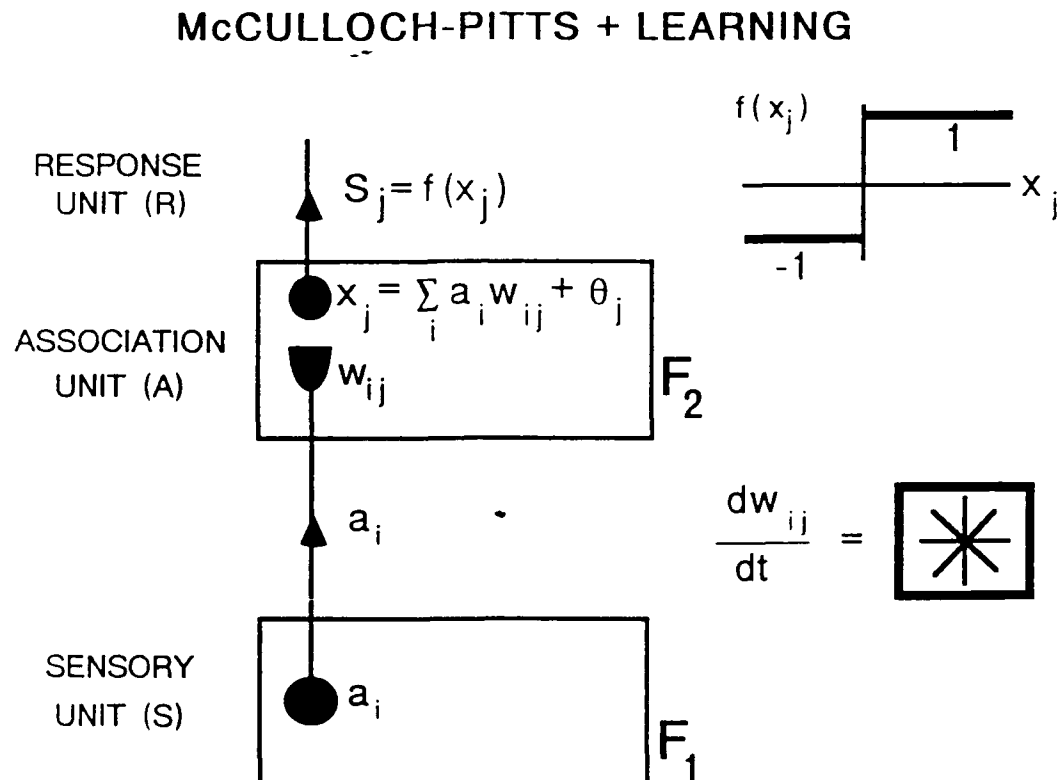 McCULLOCH-PITTS + LEARNING
f(x_j)
1
x_j
-1
RESPONSE
UNIT (R)
S_j = f(x_j)
x_j = ∑_i a_i w_ij + θ_j
ASSOCIATION
UNIT (A)
w_ij
F_2
a_i
dw_ij
dt
=
SENSORY
UNIT (S)
a_i
F_1